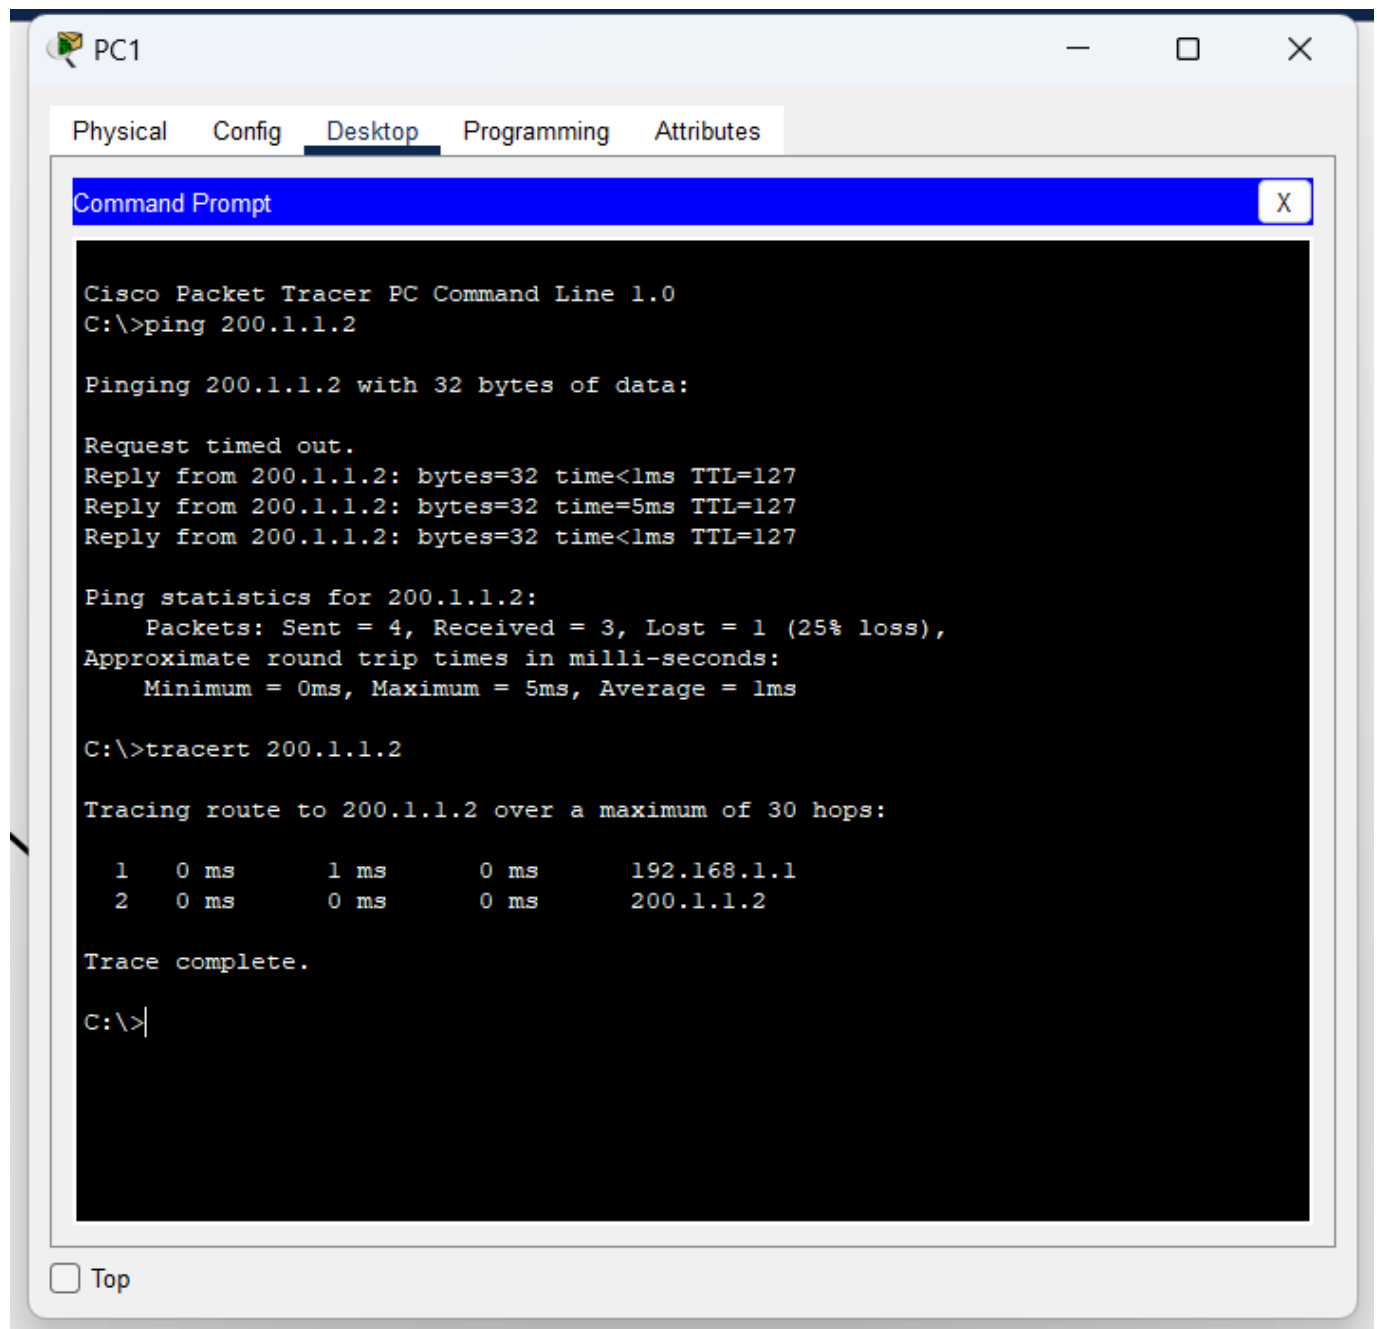 PC1
Physical Config Desktop Programming Attributes
Command Prompt X
Cisco Packet Tracer PC Command Line 1.0
C:\>ping 200.1.1.2
Pinging 200.1.1.2 with 32 bytes of data:
Request timed out.
Reply from 200.1.1.2: bytes=32 time<1ms TTL=127
Reply from 200.1.1.2: bytes=32 time=5ms TTL=127
Reply from 200.1.1.2: bytes=32 time<1ms TTL=127
Ping statistics for 200.1.1.2:
    Packets: Sent = 4, Received = 3, Lost = 1 (25% loss),
Approximate round trip times in milli-seconds:
    Minimum = 0ms, Maximum = 5ms, Average = 1ms
C:\>tracert 200.1.1.2
Tracing route to 200.1.1.2 over a maximum of 30 hops:
  1   0 ms      1 ms      0 ms      192.168.1.1
  2   0 ms      0 ms      0 ms      200.1.1.2
Trace complete.
C:\>
Top